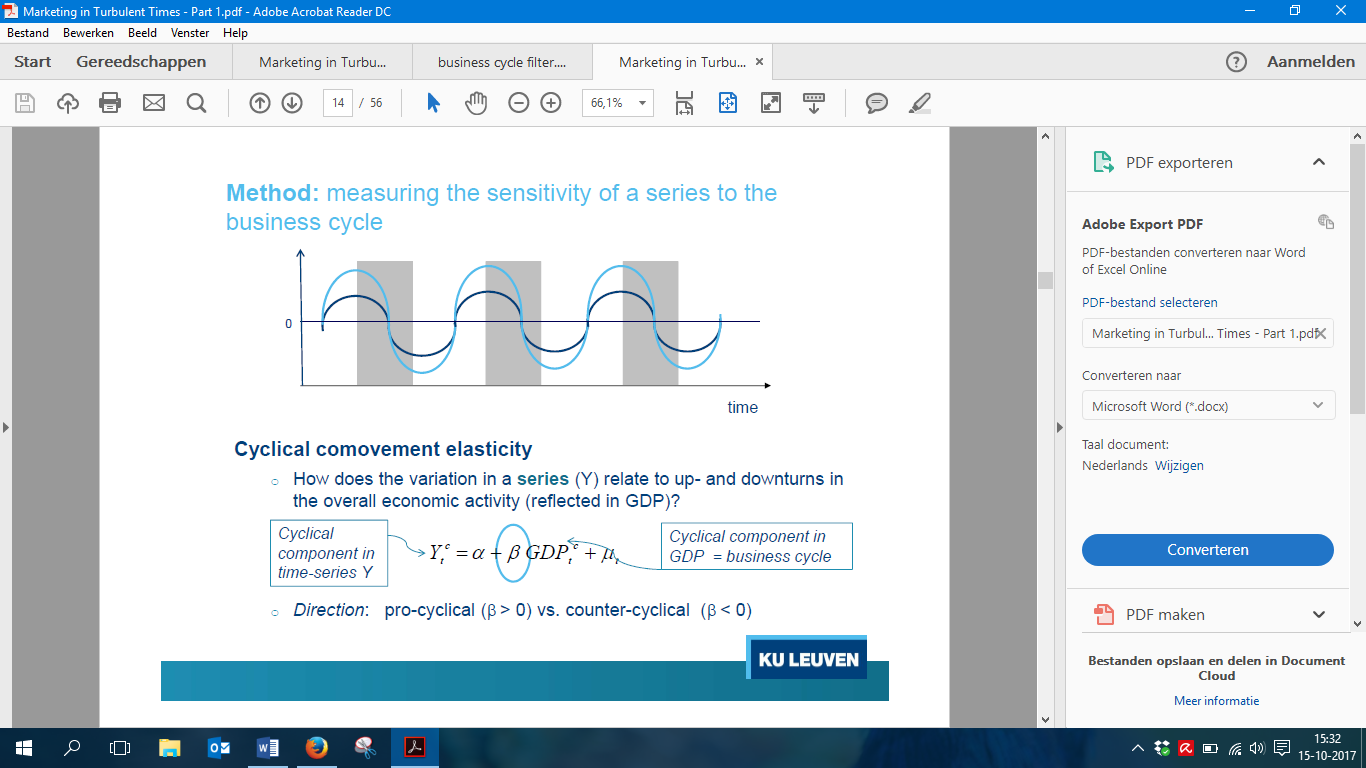 Marketing in Turbulent Times - Part 1.pdf - Adobe Acrobat Reader DC
Bestand Bewerken Beeld Venster Help
Start Gereedschappen Marketing in Turbu... business cycle filter.... Marketing in Turbu... × Aanmelden
14 / 56 66,1%
Method: measuring the sensitivity of a series to the
business cycle
0
time
Cyclical comovement elasticity
○ How does the variation in a series (Y) relate to up- and downturns in
the overall economic activity (reflected in GDP)?
Cyclical
component in
time-series Y
Y_t^c = α + β GDP_t^c + μ_t
Cyclical component in
GDP = business cycle
○ Direction: pro-cyclical (β > 0) vs. counter-cyclical (β < 0)
KU LEUVEN
PDF exporteren
Adobe Export PDF
PDF-bestanden converteren naar Word
of Excel Online
PDF-bestand selecteren
Marketing in Turbul... Times - Part 1.pdf
Converteren naar
Microsoft Word (*.docx)
Taal document:
Nederlands Wijzigen
Converteren
PDF maken
Bestanden opslaan en delen in Document
Cloud
Meer informatie
15:32
15-10-2017